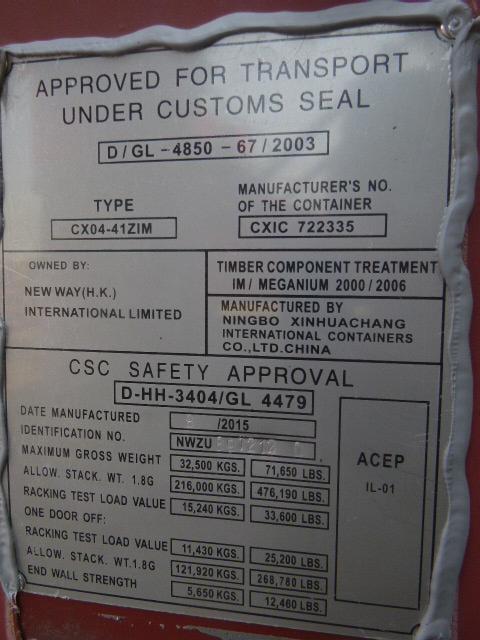 APPROVED FOR TRANSPORT
UNDER CUSTOMS SEAL
D/GL-4850-67/2003
TYPE
CX04-41ZIM
MANUFACTURER'S NO.
OF THE CONTAINER
CXIC 722335
OWNED BY:
NEW WAY(H.K.)
INTERNATIONAL LIMITED
TIMBER COMPONENT TREATMENT
IM/ MEGANIUM 2000/2006
MANUFACTURED BY
NINGBO XINHUACHANG
INTERNATIONAL CONTAINERS
CO.,LTD.CHINA
CSC SAFETY APPROVAL
D-HH-3404/GL 4479
DATE MANUFACTURED /2015
IDENTIFICATION NO. NWZU
MAXIMUM GROSS WEIGHT 32,500 KGS. 71,650 LBS.
ALLOW. STACK. WT. 1.8G 216,000 KGS. 476,190 LBS.
RACKING TEST LOAD VALUE 15,240 KGS. 33,600 LBS.
ONE DOOR OFF:
RACKING TEST LOAD VALUE 11,430 KGS. 25,200 LBS.
ALLOW. STACK. WT.1.8G 121,920 KGS. 268,780 LBS.
END WALL STRENGTH 5,650 KGS. 12,460 LBS.
ACEP
IL-01